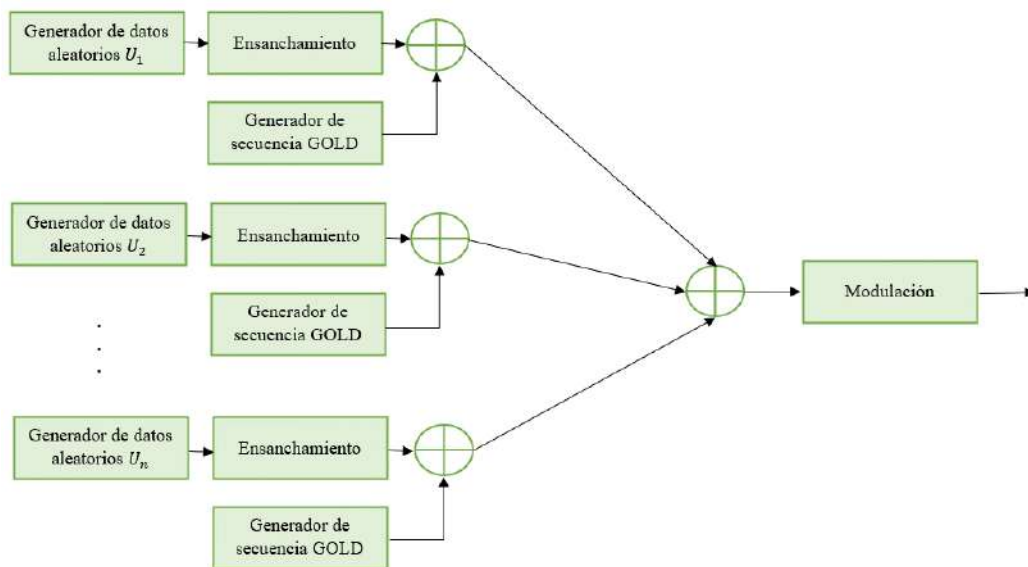 Generador de datos
aleatorios U₁
Ensanchamiento
Generador de
secuencia GOLD
Generador de datos
aleatorios U₂
Ensanchamiento
Generador de
secuencia GOLD
Modulación
.
.
.
Generador de datos
aleatorios Uₙ
Ensanchamiento
Generador de
secuencia GOLD